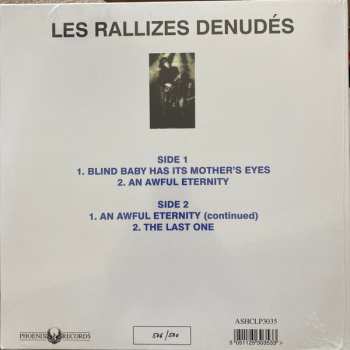 LES RALLIZES DENUDÉS
SIDE 1
1. BLIND BABY HAS ITS MOTHER'S EYES
2. AN AWFUL ETERNITY
SIDE 2
1. AN AWFUL ETERNITY (continued)
2. THE LAST ONE
PHOENIX RECORDS
ASHCLP3035